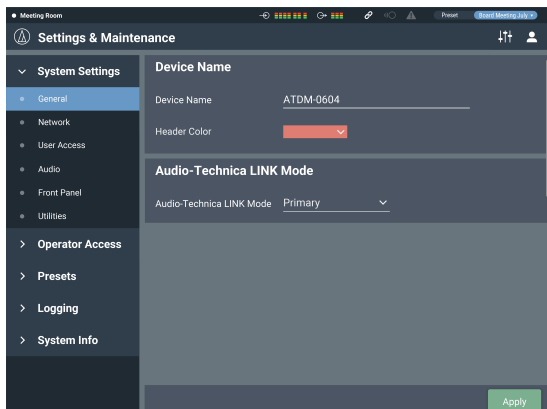 Meeting Room
Preset
Board Meeting July
Settings & Maintenance
System Settings
General
Network
User Access
Audio
Front Panel
Utilities
Operator Access
Presets
Logging
System Info
Device Name
Device Name ATDM-0604
Header Color
Audio-Technica LINK Mode
Audio-Technica LINK Mode Primary
Apply